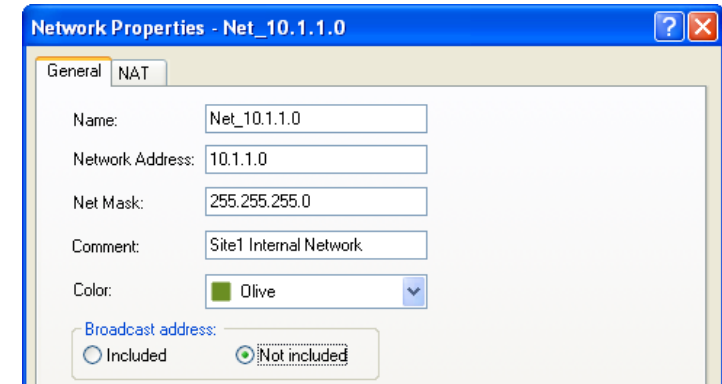 Network Properties - Net_10.1.1.0
General NAT
Name: Net_10.1.1.0
Network Address: 10.1.1.0
Net Mask: 255.255.255.0
Comment: Site1 Internal Network
Color: Olive
Broadcast address:
Included Not included